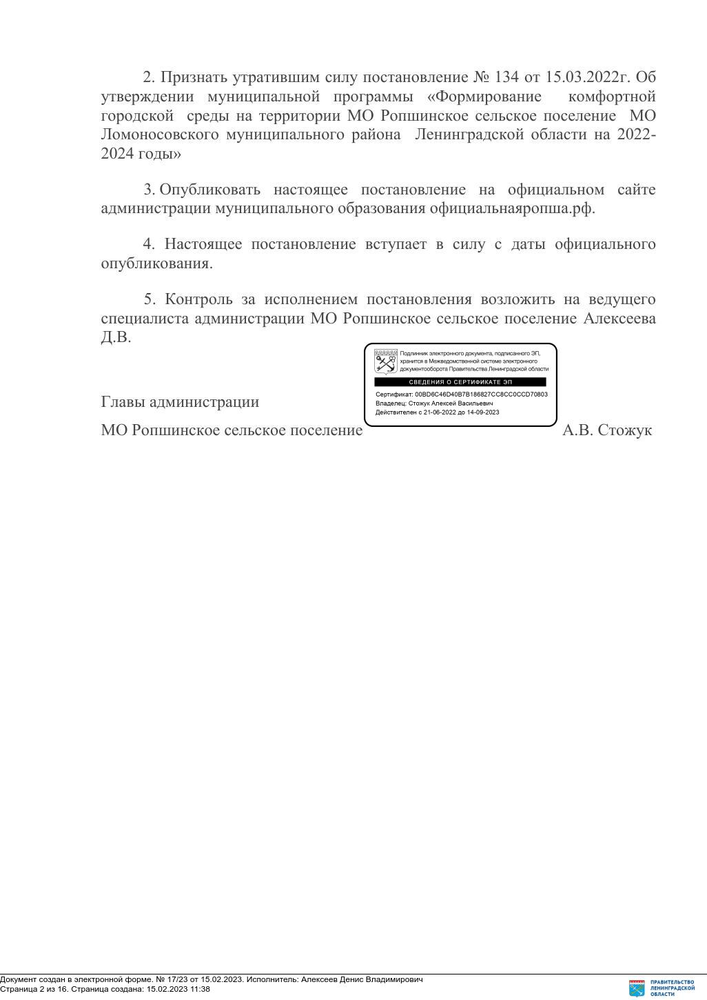 2. Признать утратившим силу постановление № 134 от 15.03.2022г. Об
утверждении муниципальной программы «Формирование комфортной
городской среды на территории МО Ропшинское сельское поселение МО
Ломоносовского муниципального района Ленинградской области на 2022-
2024 годы»
3. Опубликовать настоящее постановление на официальном сайте
администрации муниципального образования официальнаяропша.рф.
4. Настоящее постановление вступает в силу с даты официального
опубликования.
5. Контроль за исполнением постановления возложить на ведущего
специалиста администрации МО Ропшинское сельское поселение Алексеева
Д.В.
Подлинник электронного документа, подписанного ЭП,
хранится в Межведомственной системе электронного
документооборота Правительства Ленинградской области
СВЕДЕНИЯ О СЕРТИФИКАТЕ ЭП
Сертификат: 00BD6C46D40B7B186827CC8CC0CCD70803
Владелец: Стожук Алексей Васильевич
Действителен с 21-06-2022 до 14-09-2023
Главы администрации
МО Ропшинское сельское поселение А.В. Стожук
Документ создан в электронной форме. № 17/23 от 15.02.2023. Исполнитель: Алексеев Денис Владимирович
Страница 2 из 16. Страница создана: 15.02.2023 11:38
ПРАВИТЕЛЬСТВО
ЛЕНИНГРАДСКОЙ
ОБЛАСТИ